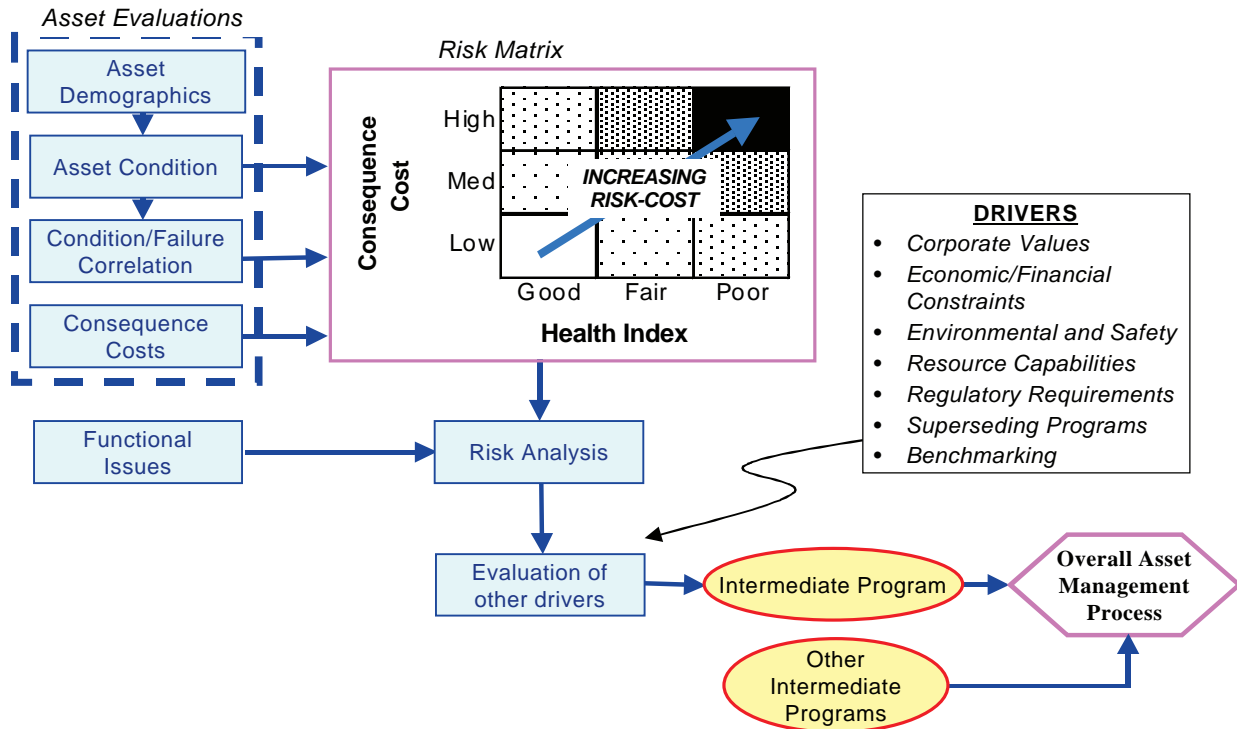 Asset Evaluations
Asset
Demographics
Asset Condition
Condition/Failure
Correlation
Consequence
Costs
Risk Matrix
Consequence
Cost
High
Med
Low
INCREASING
RISK-COST
Good
Fair
Poor
Health Index
DRIVERS
• Corporate Values
• Economic/Financial
Constraints
• Environmental and Safety
• Resource Capabilities
• Regulatory Requirements
• Superseding Programs
• Benchmarking
Functional
Issues
Risk Analysis
Evaluation of
other drivers
Intermediate Program
Overall Asset
Management
Process
Other
Intermediate
Programs